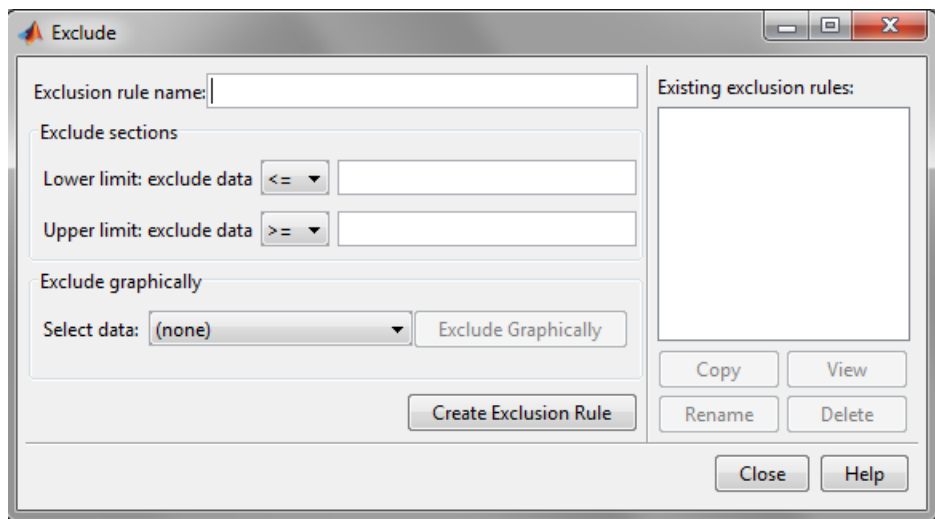 Exclude
Exclusion rule name:
Exclude sections
Lower limit: exclude data <=
Upper limit: exclude data >=
Exclude graphically
Select data: (none) Exclude Graphically
Create Exclusion Rule
Existing exclusion rules:
Copy View
Rename Delete
Close Help